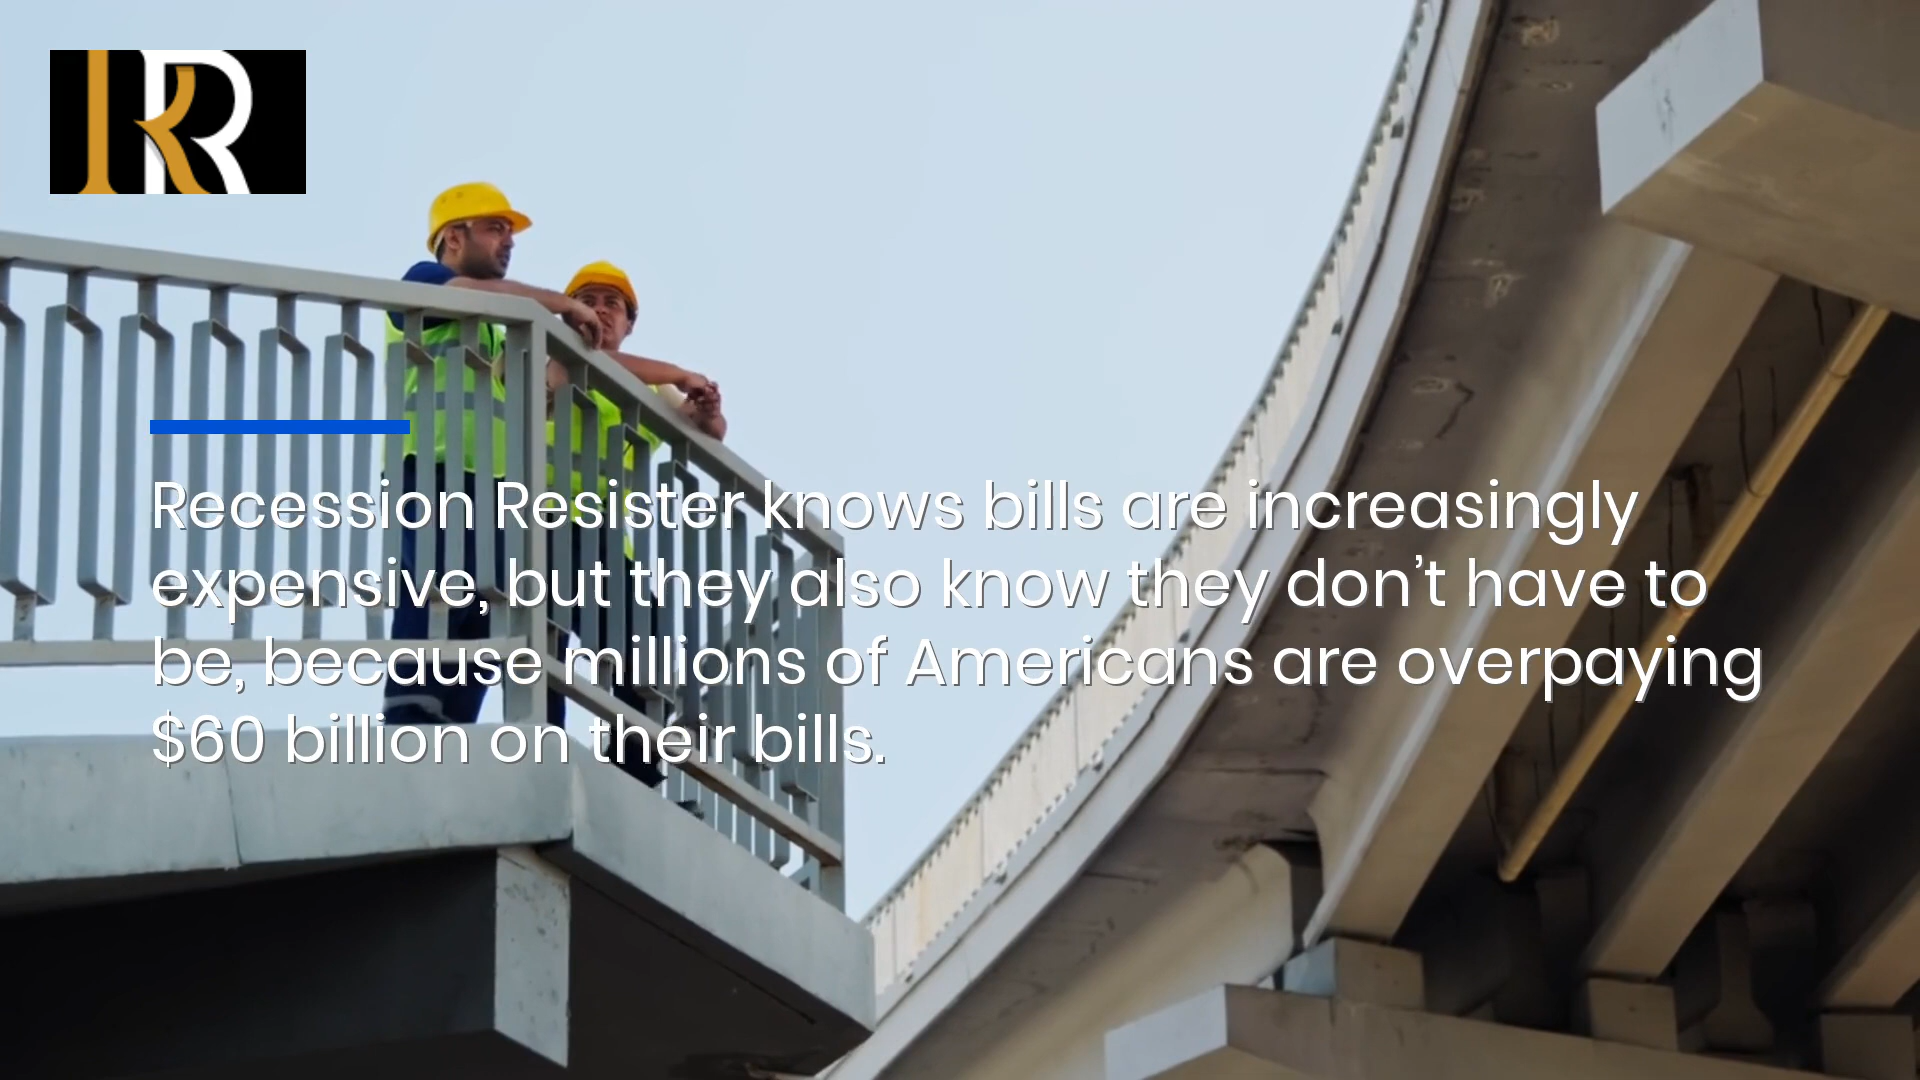 Recession Resister knows bills are increasingly
expensive, but they also know they don’t have to
be, because millions of Americans are overpaying
$60 billion on their bills.